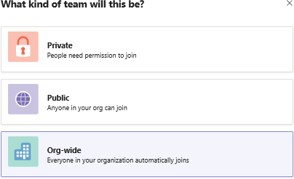 What kind of team will this be?
Private
People need permission to join
Public
Anyone in your org can join
Org-wide
Everyone in your organization automatically joins